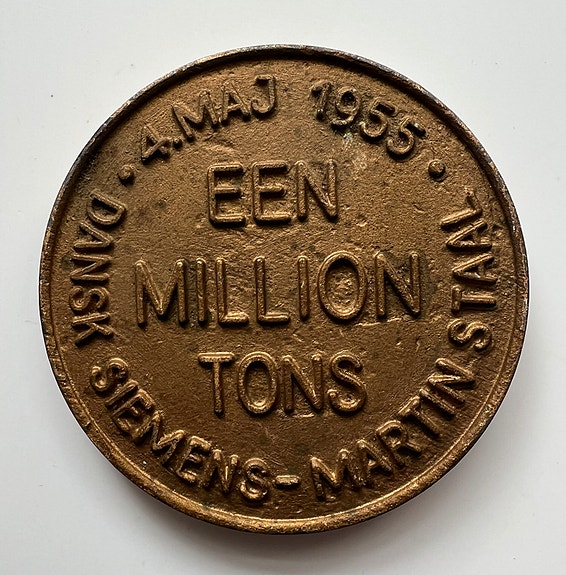 • 4. MAJ 1955 •
EEN
MILLION
TONS
DANSK SIEMENS-MARTIN STAAL